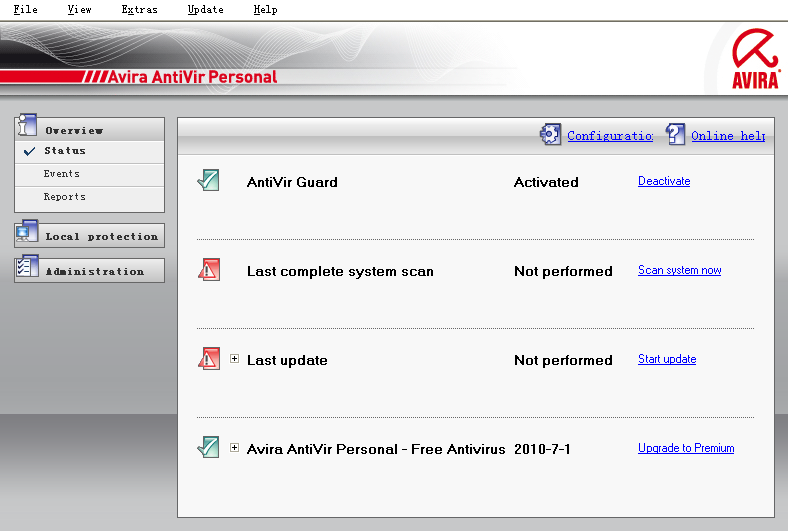 File View Extras Update Help
Avira AntiVir Personal
AVIRA
Overview
Status
Events
Reports
Local protection
Administration
Configuratio
Online hel
AntiVir Guard Activated Deactivate
Last complete system scan Not performed Scan system now
Last update Not performed Start update
Avira AntiVir Personal - Free Antivirus 2010-7-1 Upgrade to Premium